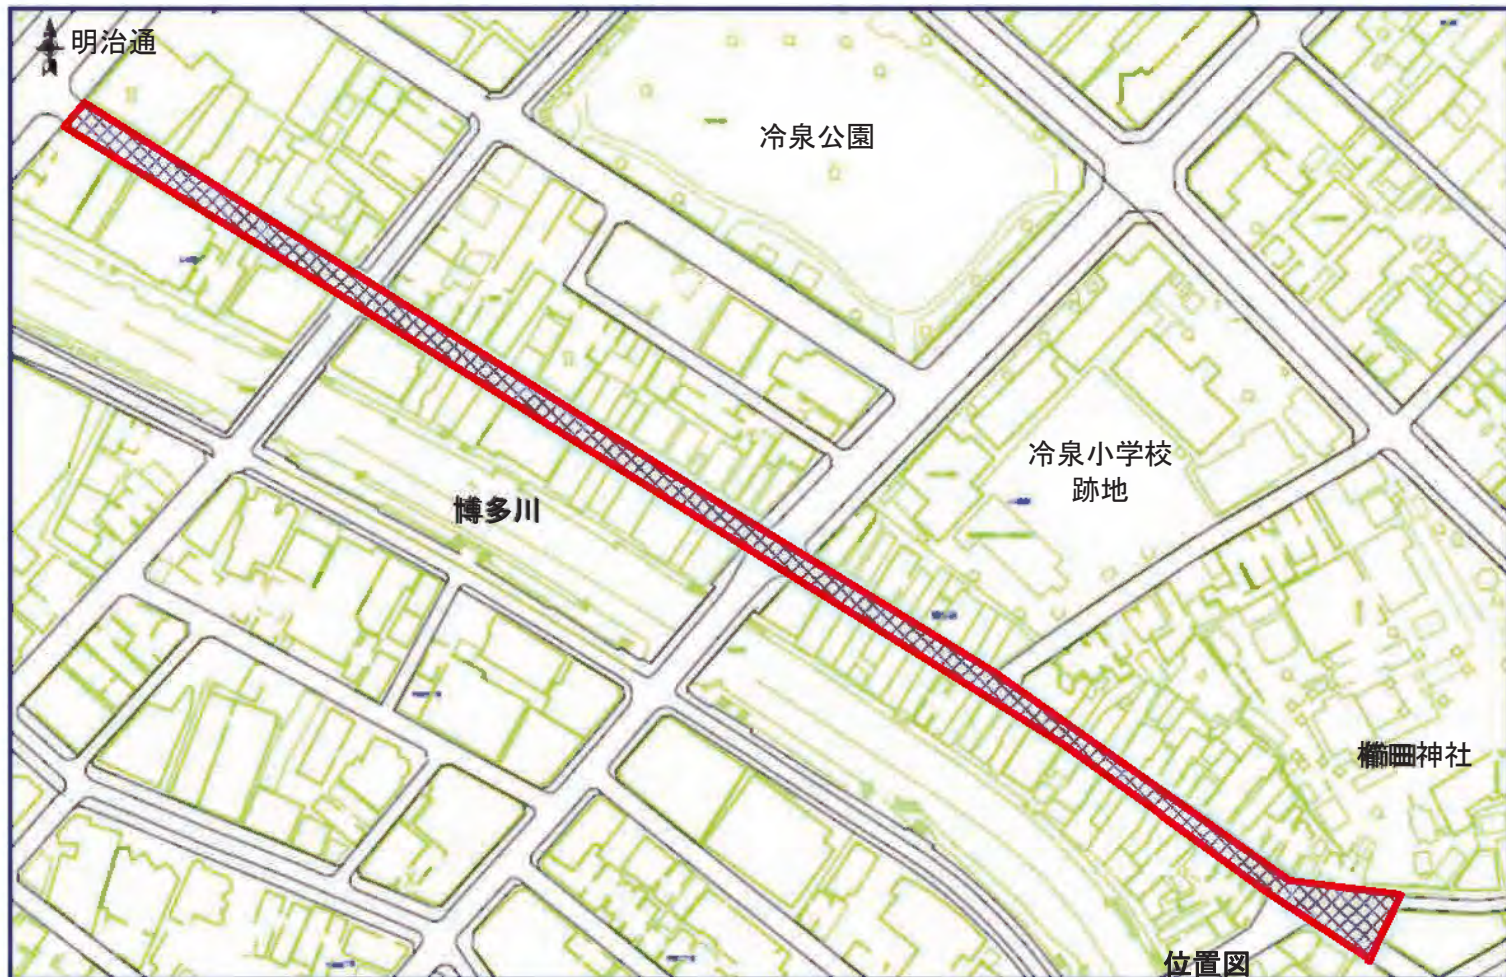 明治通
冷泉公園
冷泉小学校
跡地
博多川
櫛田神社
位置図